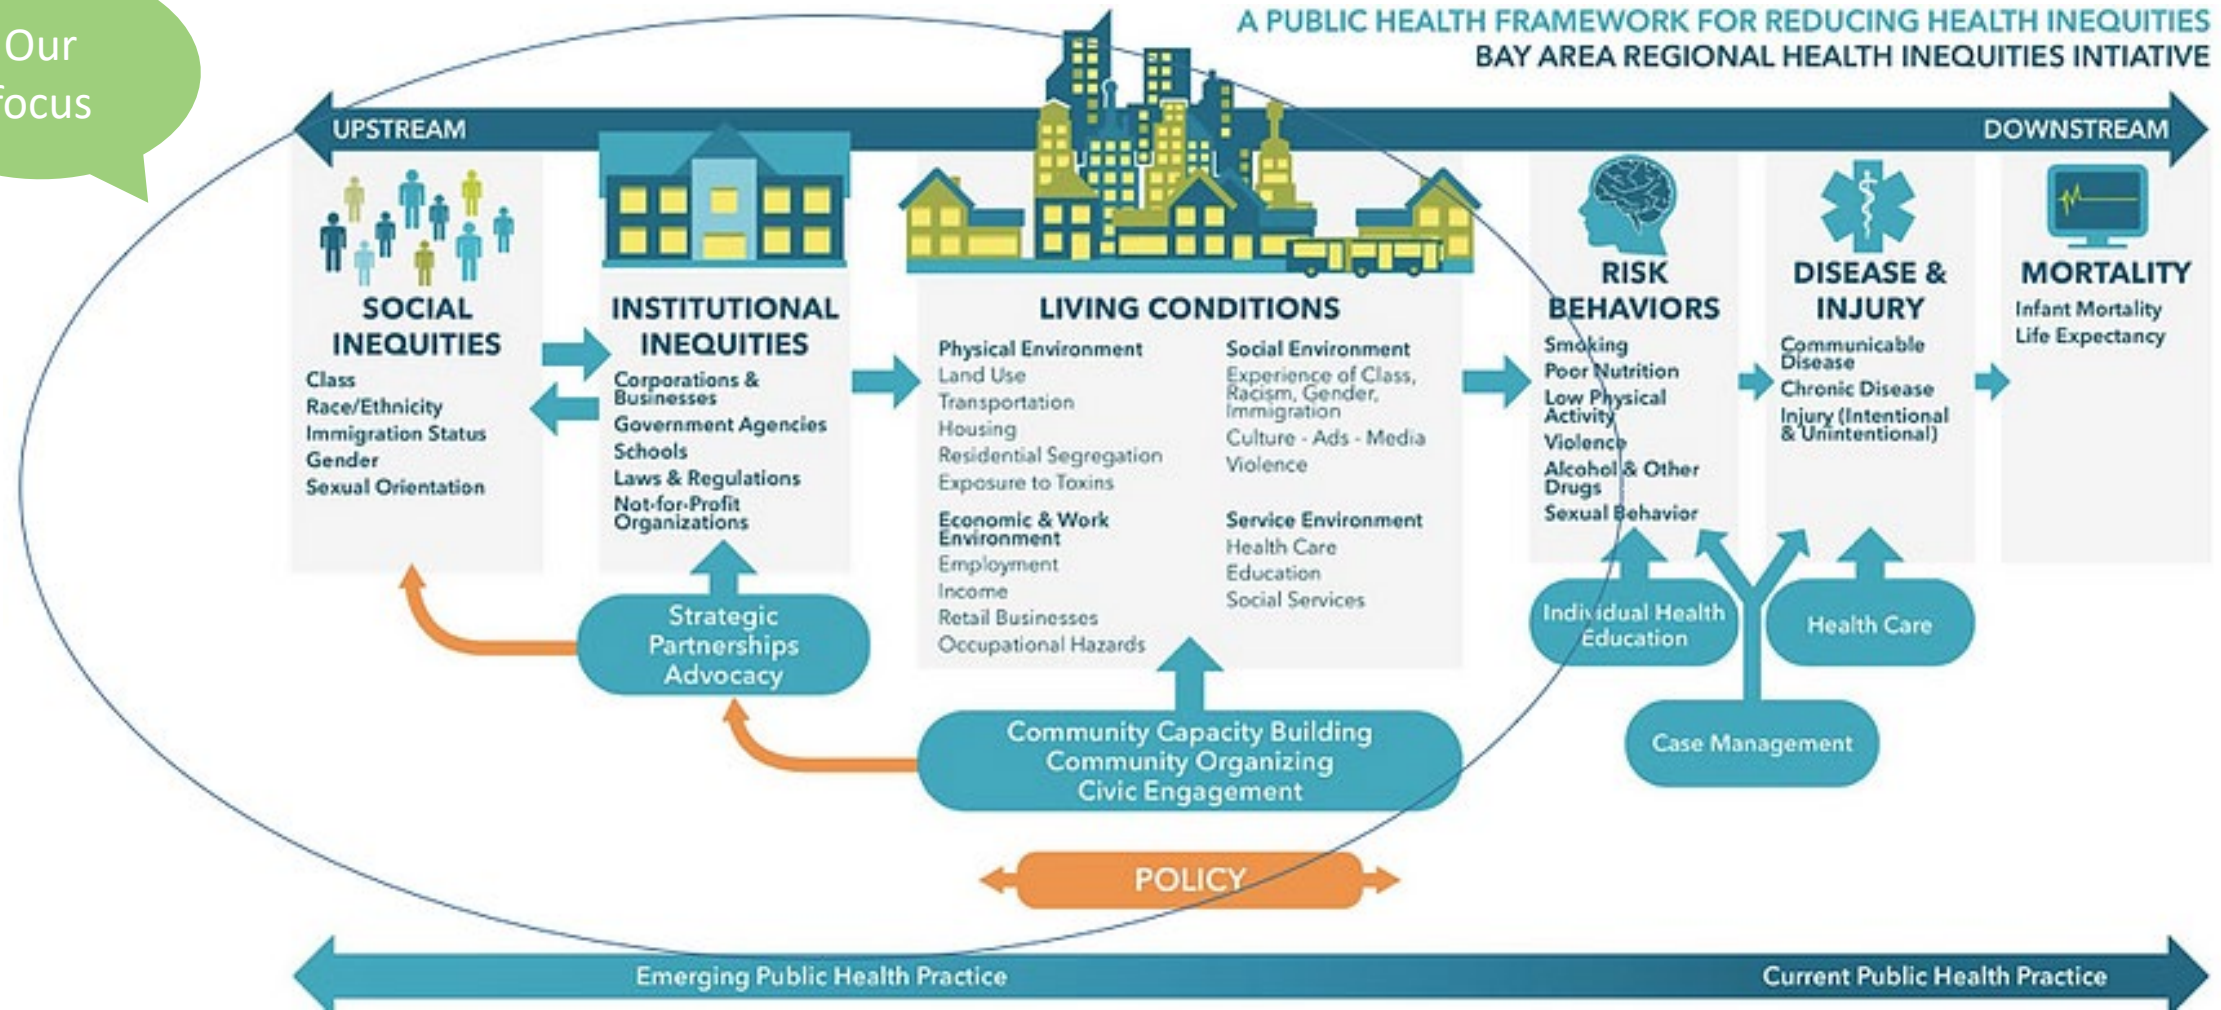 Our
focus
A PUBLIC HEALTH FRAMEWORK FOR REDUCING HEALTH INEQUITIES
BAY AREA REGIONAL HEALTH INEQUITIES INTIATIVE
UPSTREAM
DOWNSTREAM
SOCIAL
INEQUITIES
Class
Race/Ethnicity
Immigration Status
Gender
Sexual Orientation
INSTITUTIONAL
INEQUITIES
Corporations &
Businesses
Government Agencies
Schools
Laws & Regulations
Not-for-Profit
Organizations
LIVING CONDITIONS
Physical Environment
Land Use
Transportation
Housing
Residential Segregation
Exposure to Toxins
Economic & Work
Environment
Employment
Income
Retail Businesses
Occupational Hazards
Social Environment
Experience of Class,
Racism, Gender,
Immigration
Culture - Ads - Media
Violence
Service Environment
Health Care
Education
Social Services
RISK
BEHAVIORS
Smoking
Poor Nutrition
Low Physical
Activity
Violence
Alcohol & Other
Drugs
Sexual Behavior
DISEASE &
INJURY
Communicable
Disease
Chronic Disease
Injury (Intentional
& Unintentional)
MORTALITY
Infant Mortality
Life Expectancy
Strategic
Partnerships
Advocacy
Community Capacity Building
Community Organizing
Civic Engagement
Individual Health
Education
Health Care
Case Management
POLICY
Emerging Public Health Practice
Current Public Health Practice